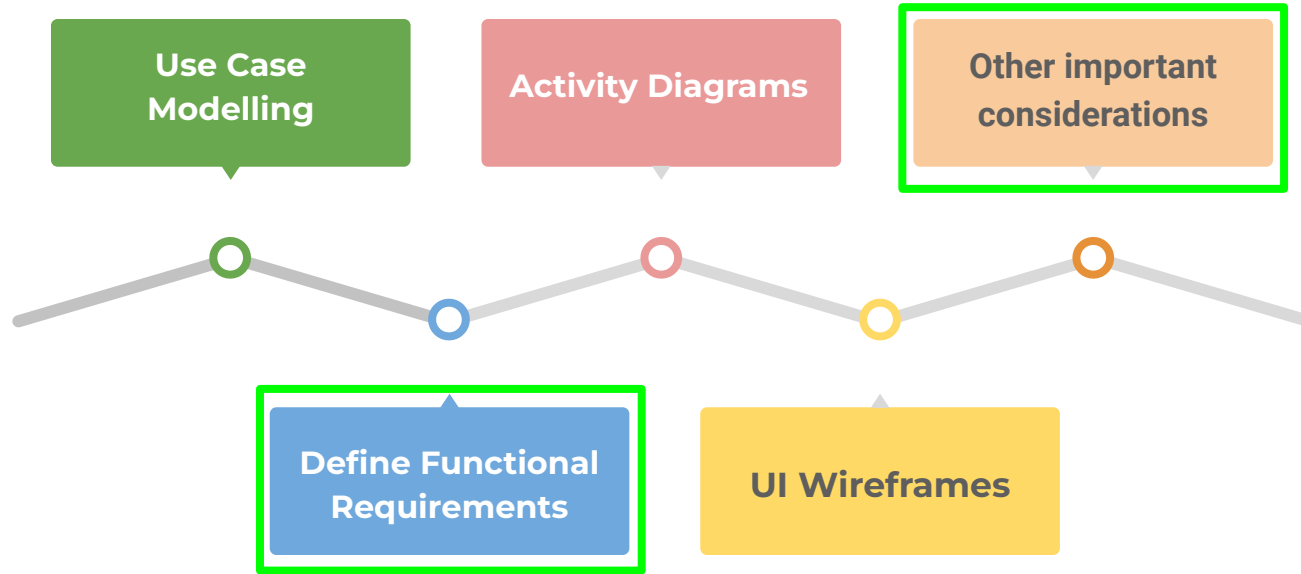 Use Case
Modelling
Activity Diagrams
Other important
considerations
Define Functional
Requirements
UI Wireframes